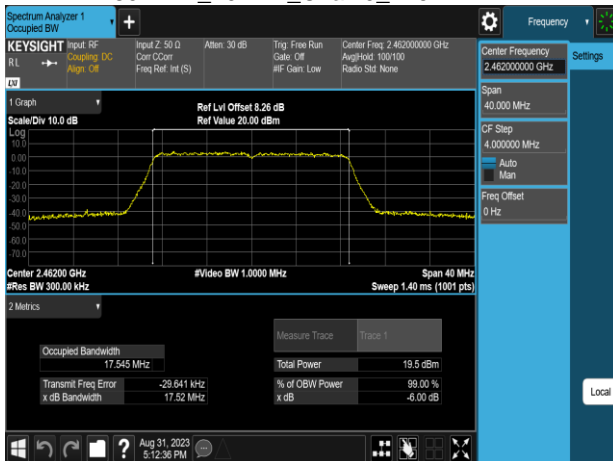 Spectrum Analyzer 1
Occupied BW
Frequency
KEYSIGHT
Input: RF
Coupling: DC
Align: Off
RL
Input Z: 50 Ω
Corr CCorr
Freq Ref: Int (S)
Atten: 30 dB
Trig: Free Run
Gate: Off
#IF Gain: Low
Center Freq: 2.462000000 GHz
Avg|Hold: 100/100
Radio Std: None
LXI
1 Graph
Scale/Div 10.0 dB
Ref Lvl Offset 8.26 dB
Ref Value 20.00 dBm
Log
10.0
0.00
-10.0
-20.0
-30.0
-40.0
-50.0
-60.0
-70.0
Center 2.46200 GHz
#Res BW 300.00 kHz
#Video BW 1.0000 MHz
Span 40 MHz
Sweep 1.40 ms (1001 pts)
2 Metrics
Measure Trace
Trace 1
Occupied Bandwidth
17.545 MHz
Total Power
19.5 dBm
Transmit Freq Error
-29.641 kHz
% of OBW Power
99.00 %
x dB Bandwidth
17.52 MHz
x dB
-6.00 dB
Center Frequency
2.462000000 GHz
Settings
Span
40.000 MHz
CF Step
4.000000 MHz
Auto
Man
Freq Offset
0 Hz
Local
?
Aug 31, 2023
5:12:36 PM